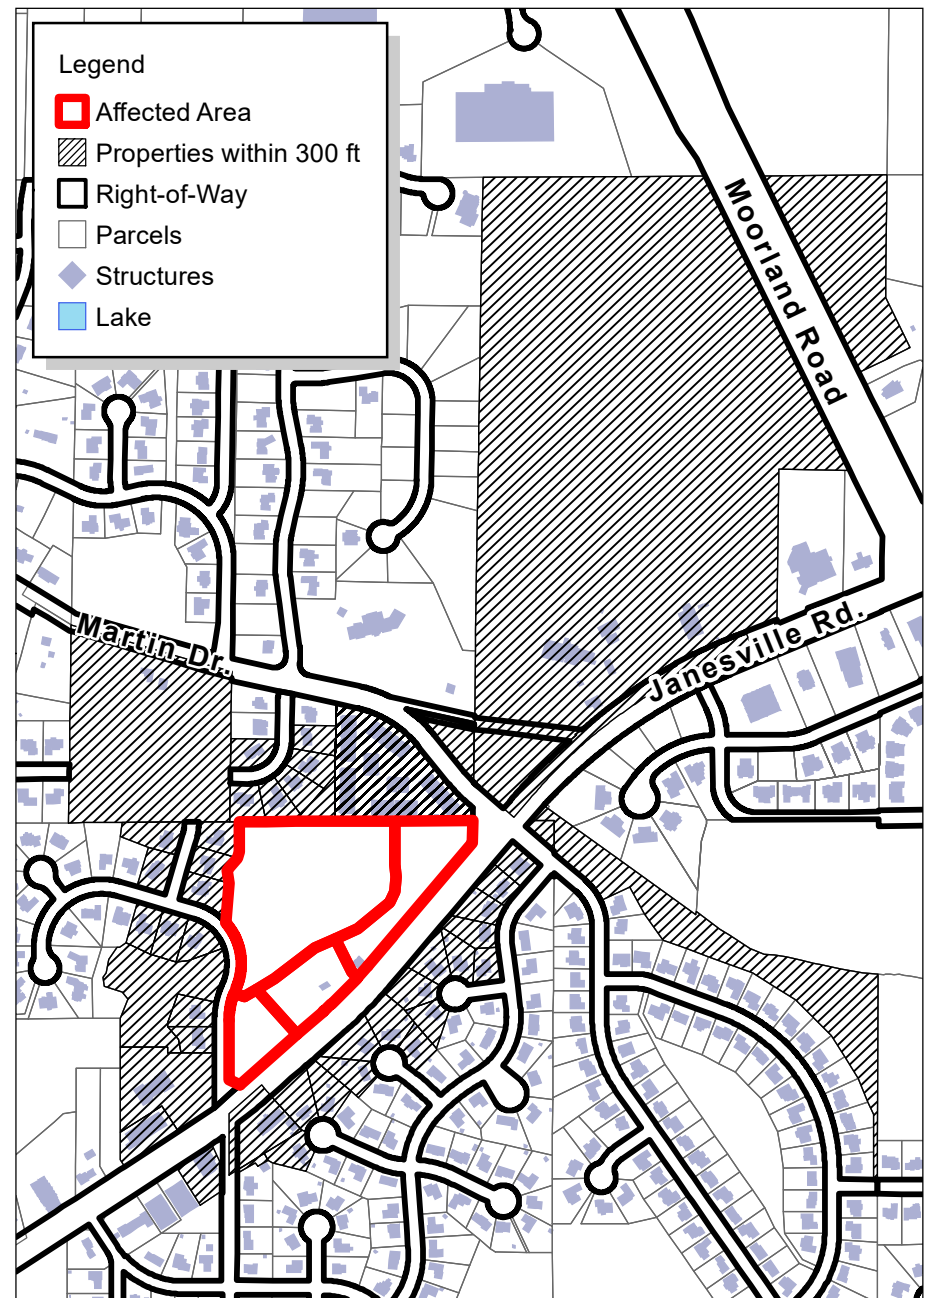 Legend
Affected Area
Properties within 300 ft
Right-of-Way
Parcels
Structures
Lake
Moorland Road
Martin Dr.
Janesville Rd.